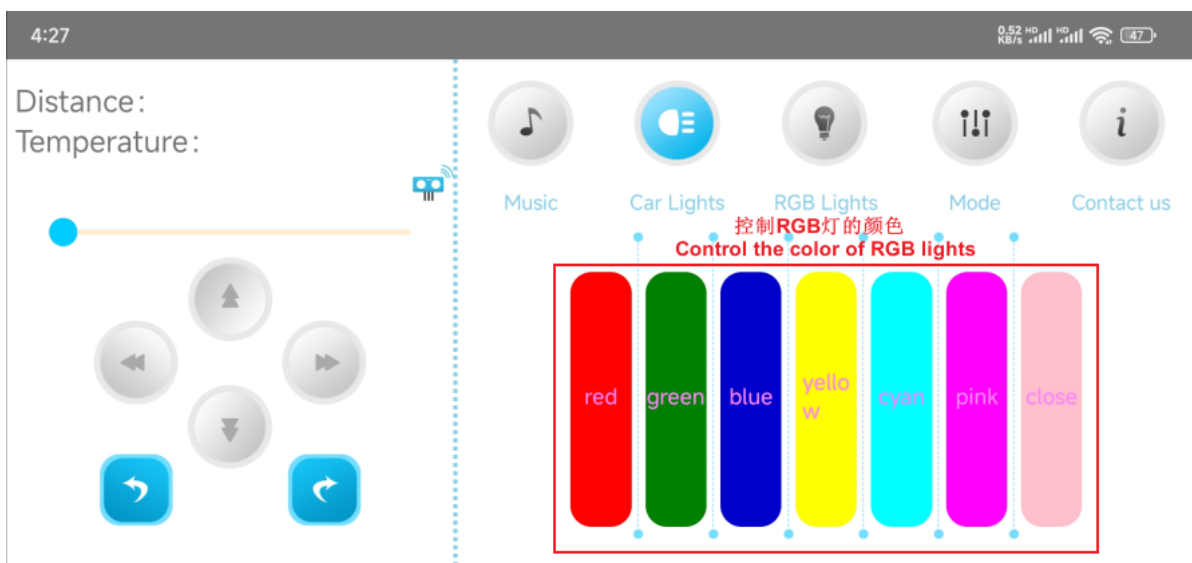 4:27
0.52 KB/s HD HD 47
Distance:
Temperature:
Music
Car Lights
RGB Lights
Mode
Contact us
控制RGB灯的颜色
Control the color of RGB lights
red
green
blue
yello
w
cyan
pink
close